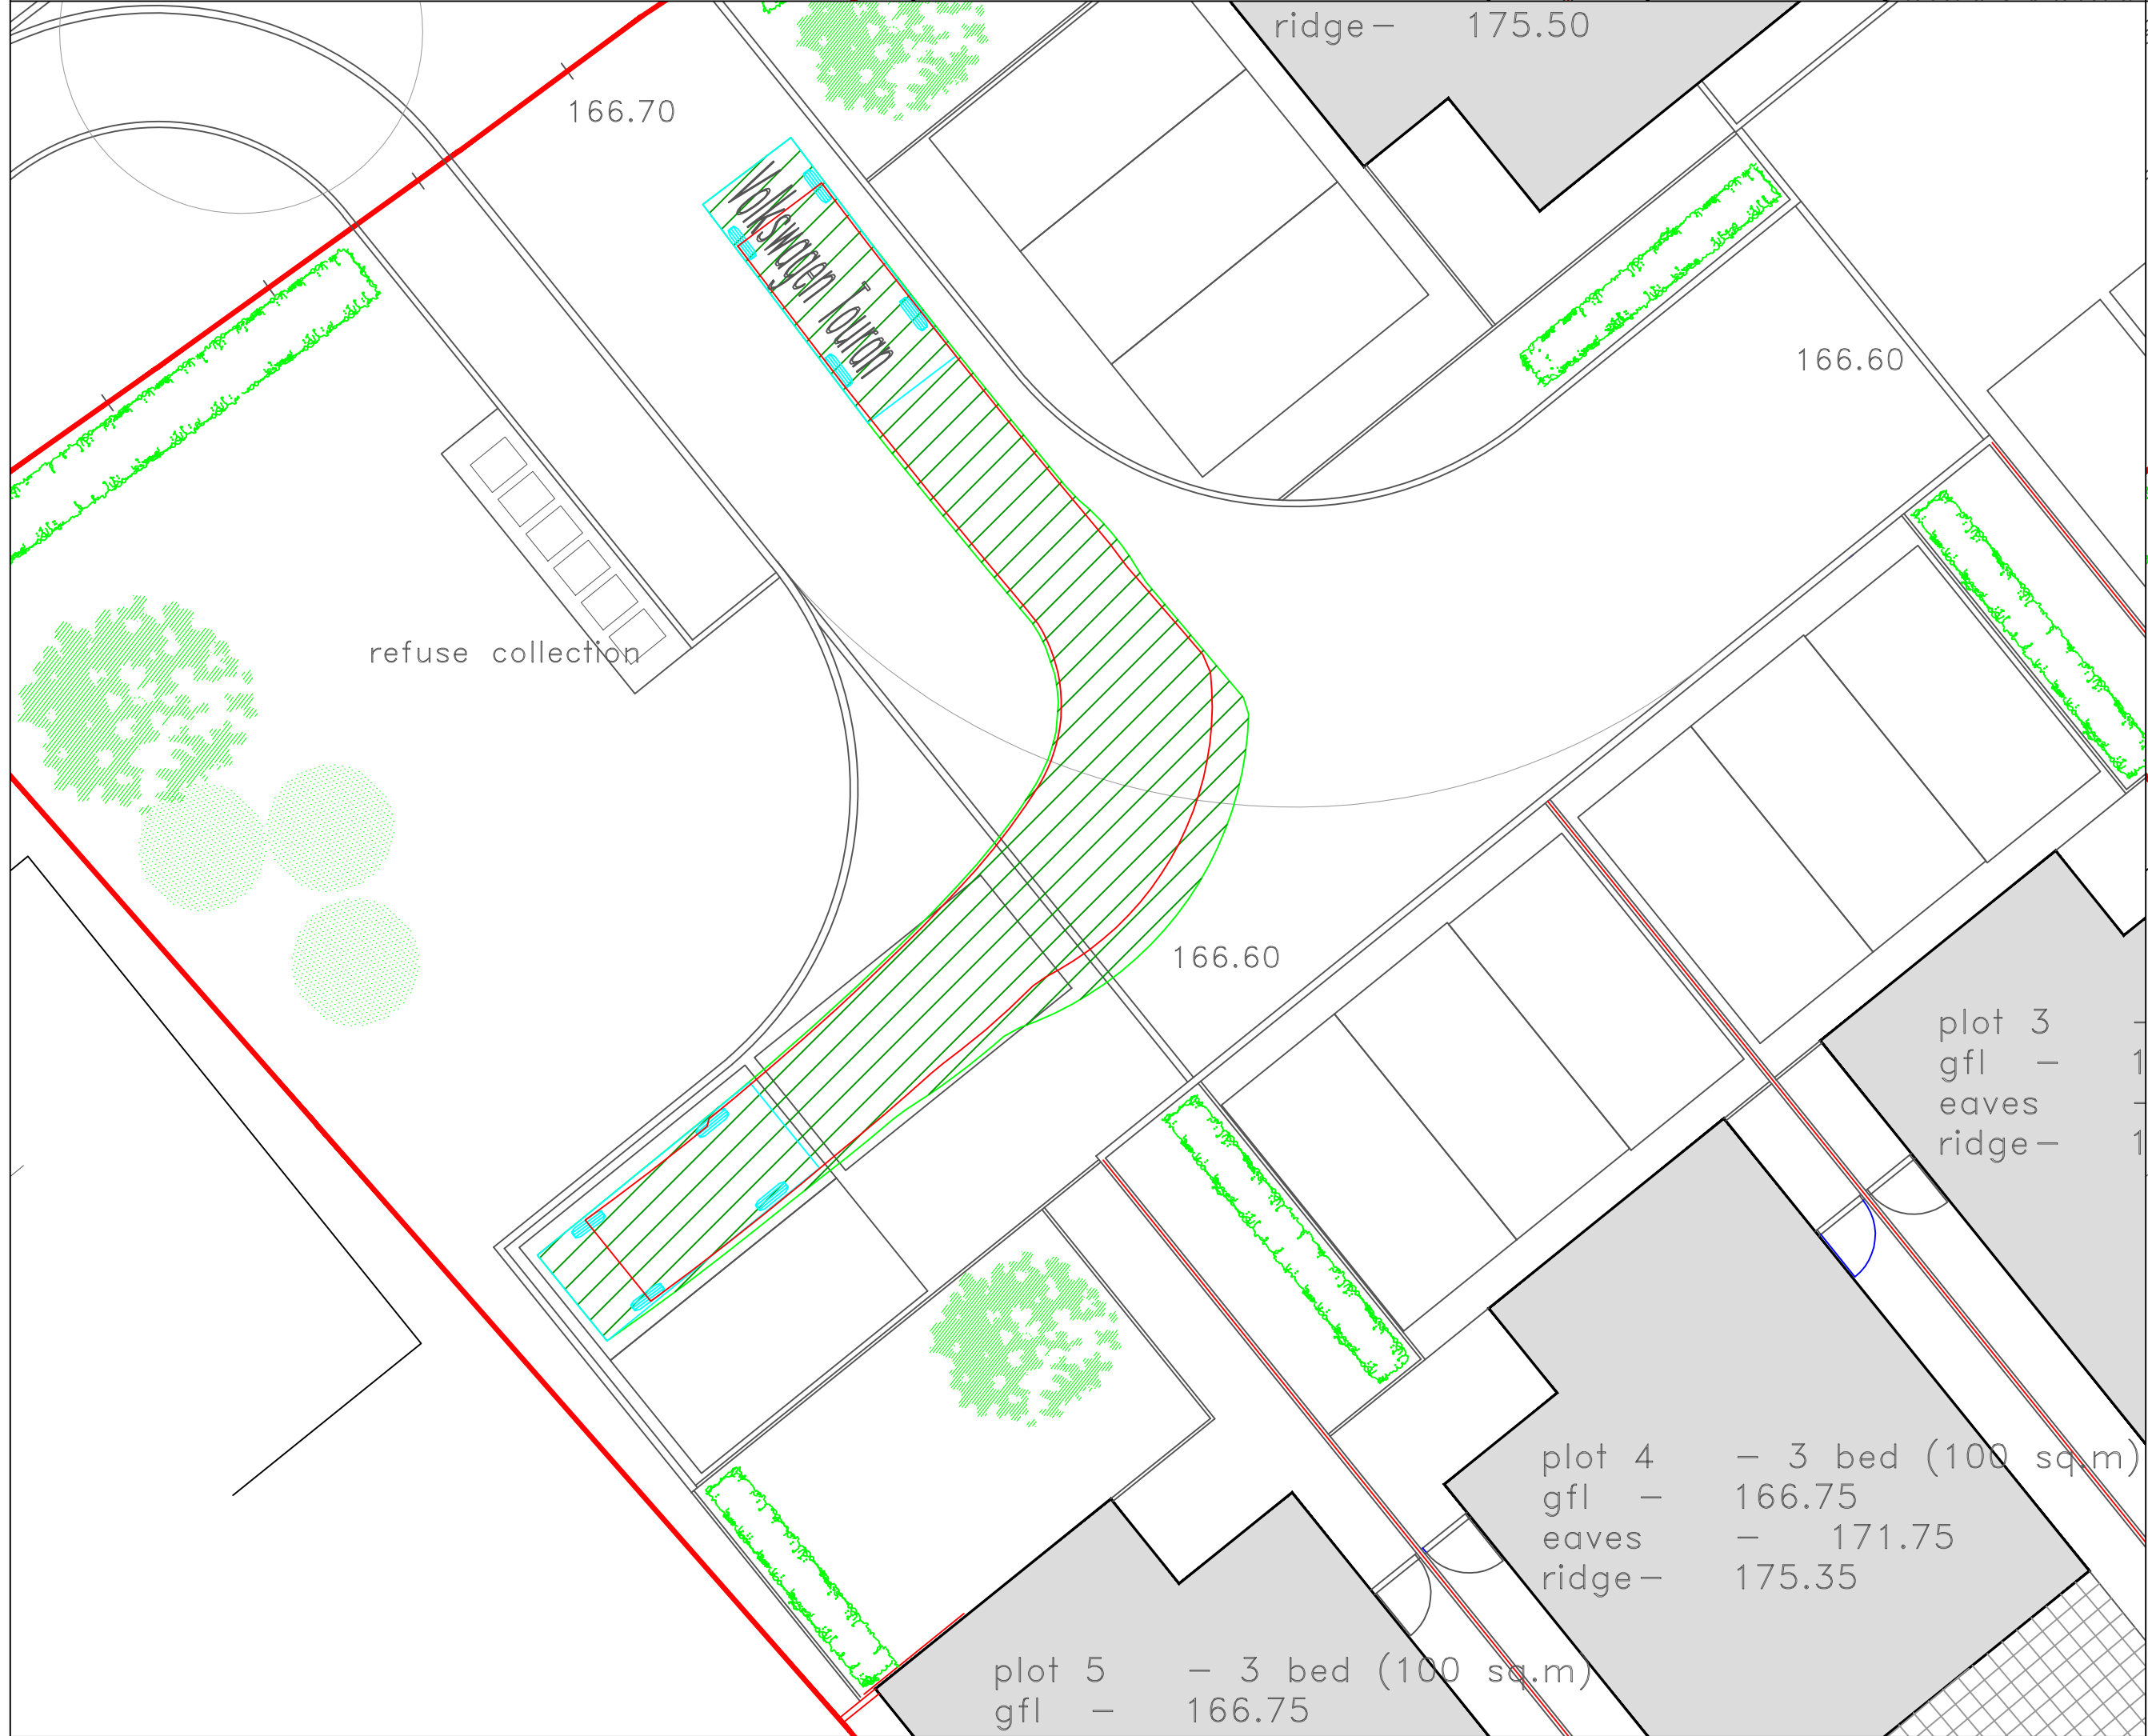 ridge- 175.50
166.70
Volkswagen Touran
166.60
refuse collection
166.60
plot 3 -
gfl - 1
eaves -
ridge- 1
plot 4 - 3 bed (100 sq.m)
gfl - 166.75
eaves - 171.75
ridge- 175.35
plot 5 - 3 bed (100 sq.m)
gfl - 166.75